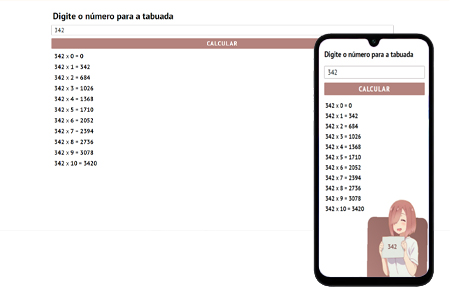 Digite o número para a tabuada
342
CALCULAR
342 x 0 = 0
342 x 1 = 342
342 x 2 = 684
342 x 3 = 1026
342 x 4 = 1368
342 x 5 = 1710
342 x 6 = 2052
342 x 7 = 2394
342 x 8 = 2736
342 x 9 = 3078
342 x 10 = 3420
Digite o número para a tabuada
342
CALCULAR
342 x 0 = 0
342 x 1 = 342
342 x 2 = 684
342 x 3 = 1026
342 x 4 = 1368
342 x 5 = 1710
342 x 6 = 2052
342 x 7 = 2394
342 x 8 = 2736
342 x 9 = 3078
342 x 10 = 3420
342